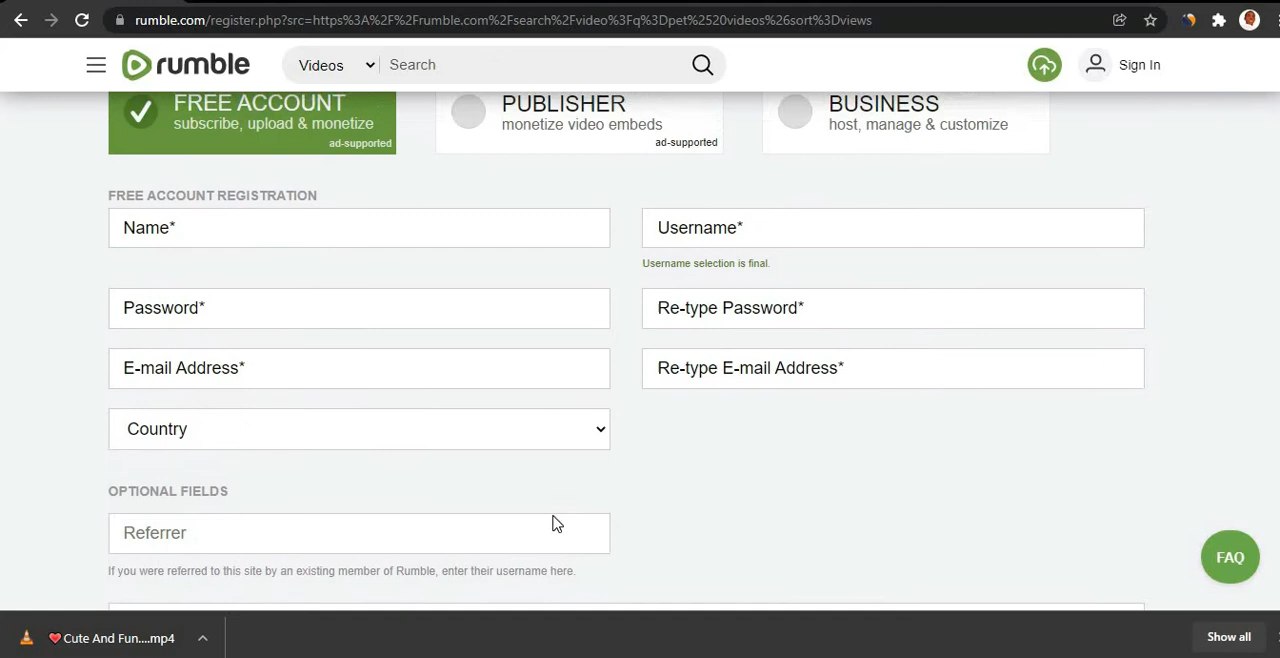 rumble.com/register.php?src=https%3A%2F%2Frumble.com%2Fsearch%2Fvideo%3Fq%3Dpet%2520videos%26sort%3Dviews
rumble
Videos
Search
Sign In
FREE ACCOUNT
subscribe, upload & monetize
ad-supported
PUBLISHER
monetize video embeds
ad-supported
BUSINESS
host, manage & customize
FREE ACCOUNT REGISTRATION
Name*
Username*
Username selection is final.
Password*
Re-type Password*
E-mail Address*
Re-type E-mail Address*
Country
OPTIONAL FIELDS
Referrer
If you were referred to this site by an existing member of Rumble, enter their username here.
FAQ
❤️Cute And Fun....mp4
Show all